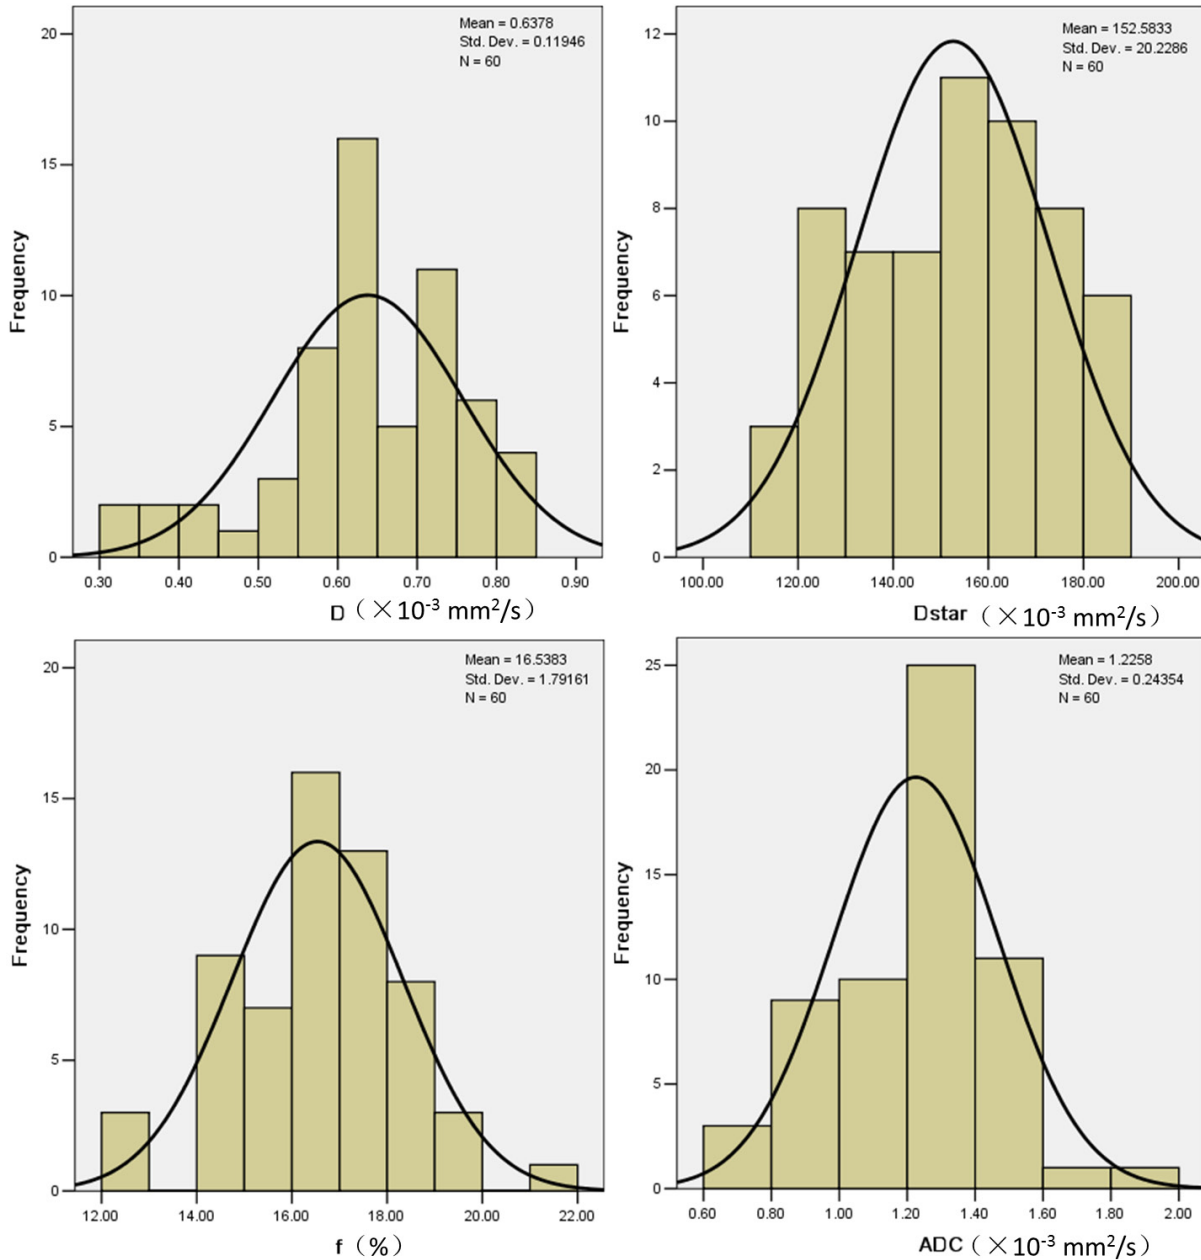 Mean = 0.6378
Std. Dev. = 0.11946
N = 60
20
15
10
5
0
Frequency
0.30 0.40 0.50 0.60 0.70 0.80 0.90
D（×10⁻³ mm²/s）
Mean = 152.5833
Std. Dev. = 20.2286
N = 60
12
10
8
6
4
2
0
Frequency
100.00 120.00 140.00 160.00 180.00 200.00
Dstar（×10⁻³ mm²/s）
Mean = 16.5383
Std. Dev. = 1.79161
N = 60
20
15
10
5
0
Frequency
12.00 14.00 16.00 18.00 20.00 22.00
f（%）
Mean = 1.2258
Std. Dev. = 0.24354
N = 60
25
20
15
10
5
0
Frequency
0.60 0.80 1.00 1.20 1.40 1.60 1.80 2.00
ADC（×10⁻³ mm²/s）